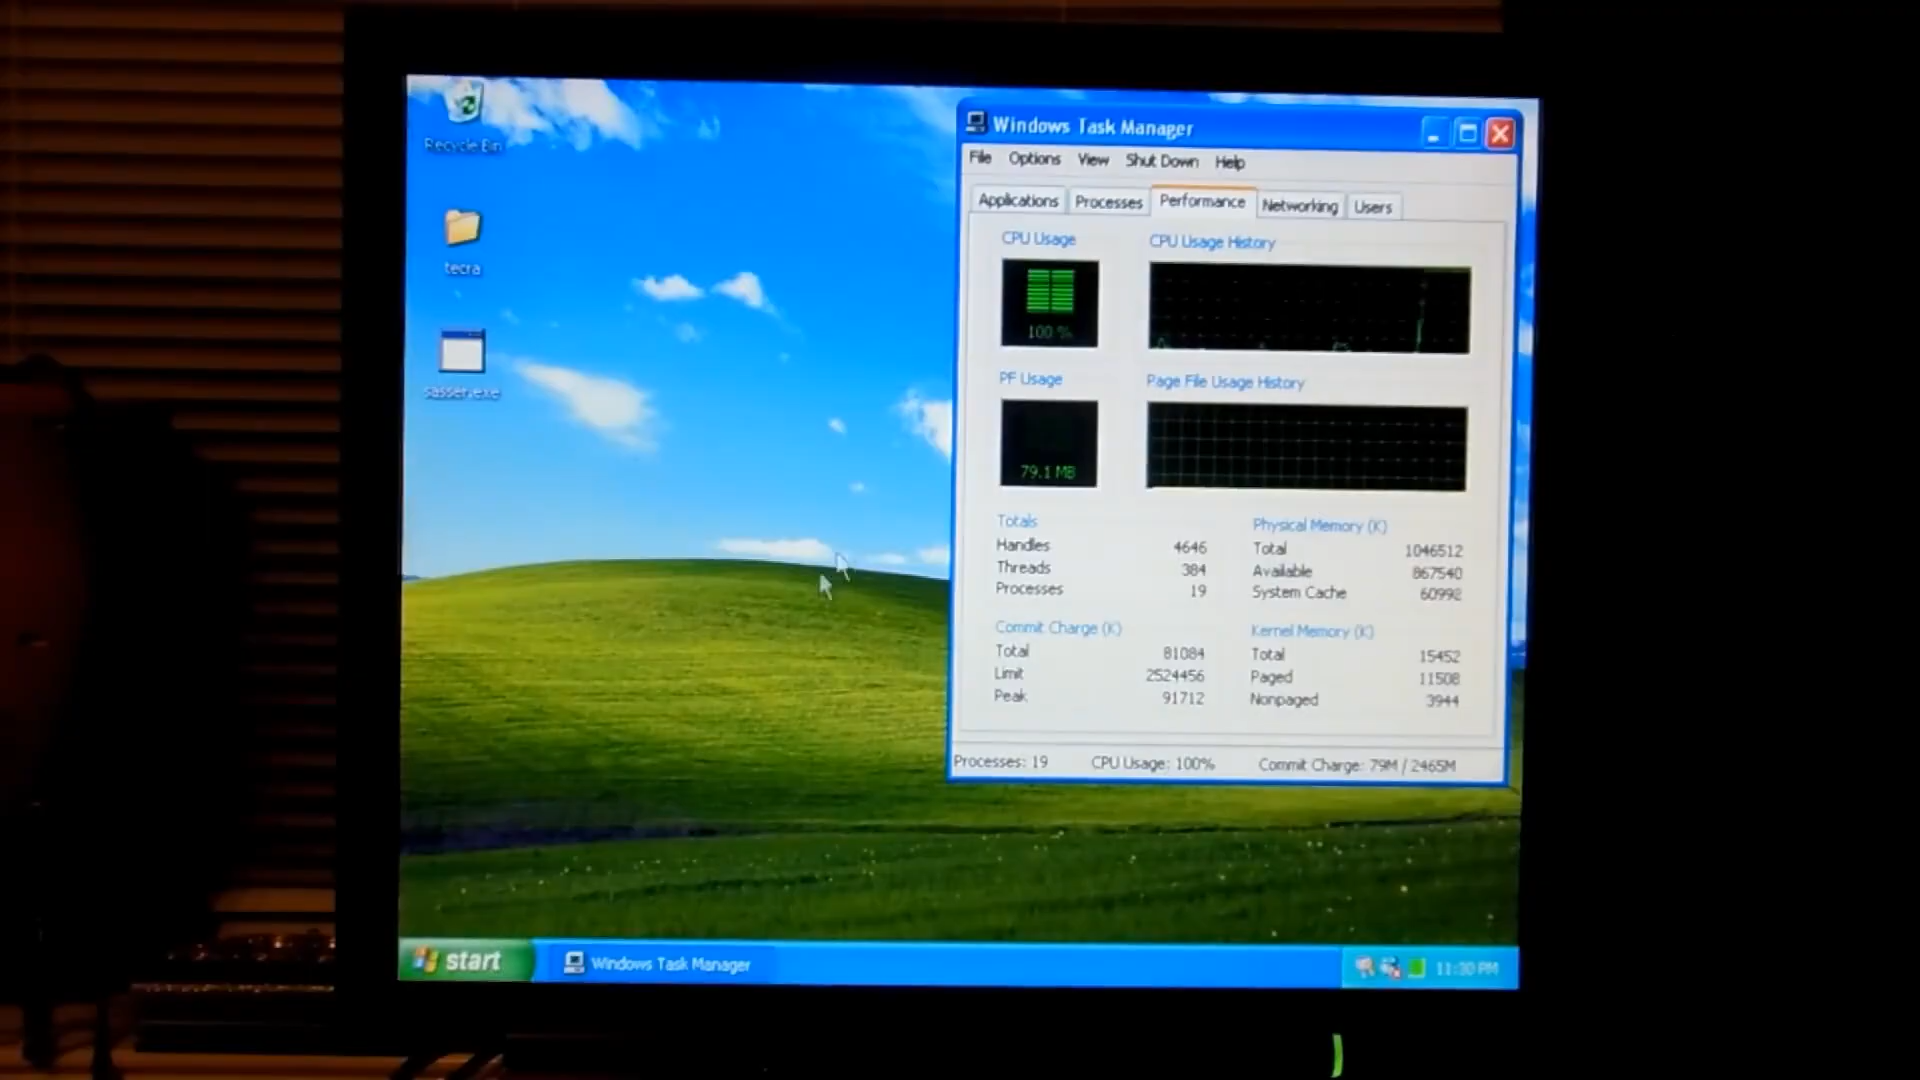 Recycle Bin
tecra
sasser.exe
Windows Task Manager
File Options View Shut Down Help
Applications Processes Performance Networking Users
CPU Usage
CPU Usage History
100 %
PF Usage
Page File Usage History
79.1 MB
Totals
Handles 4646
Threads 384
Processes 19
Physical Memory (K)
Total 1046512
Available 867540
System Cache 60992
Commit Charge (K)
Total 81084
Limit 2524456
Peak 91712
Kernel Memory (K)
Total 15452
Paged 11508
Nonpaged 3944
Processes: 19 CPU Usage: 100% Commit Charge: 79M / 2465M
start
Windows Task Manager
11:30 PM